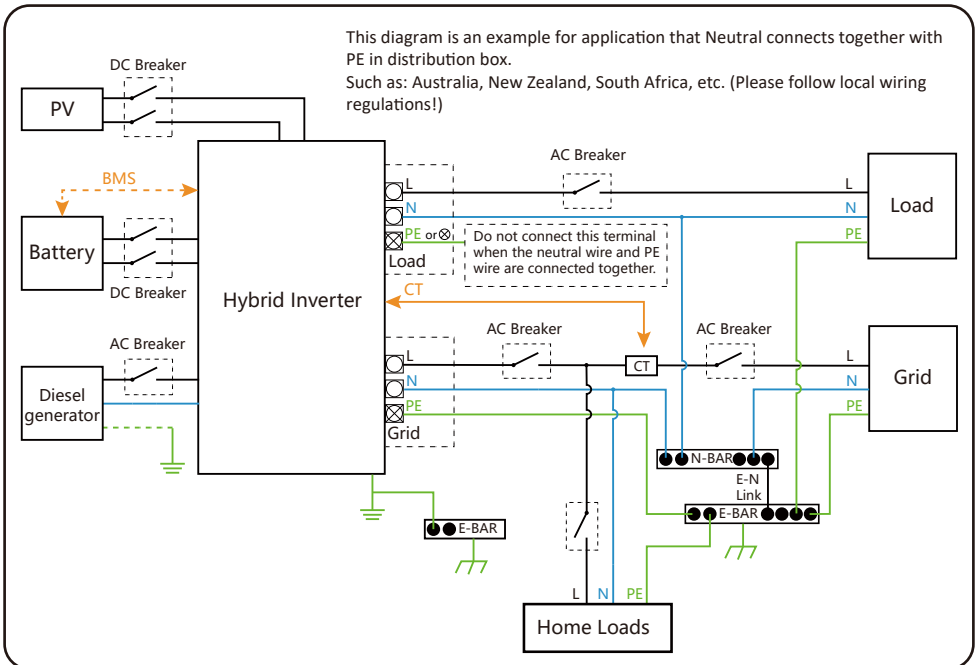 This diagram is an example for application that Neutral connects together with
PE in distribution box.
Such as: Australia, New Zealand, South Africa, etc. (Please follow local wiring
regulations!)
DC Breaker
PV
BMS
Battery
DC Breaker
AC Breaker
Diesel
generator
Hybrid Inverter
L
N
PE or⊗
Load
Do not connect this terminal
when the neutral wire and PE
wire are connected together.
AC Breaker
L
N
PE
Load
CT
AC Breaker
CT
AC Breaker
L
N
PE
Grid
L
N
PE
Grid
N-BAR
E-N
Link
E-BAR
E-BAR
L N PE
Home Loads